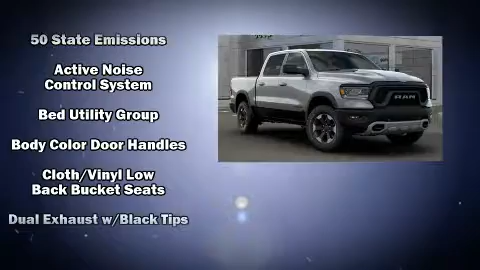 50 State Emissions
Active Noise
Control System
Bed Utility Group
Body Color Door Handles
Cloth/Vinyl Low
Back Bucket Seats
Dual Exhaust w/Black Tips
RAM